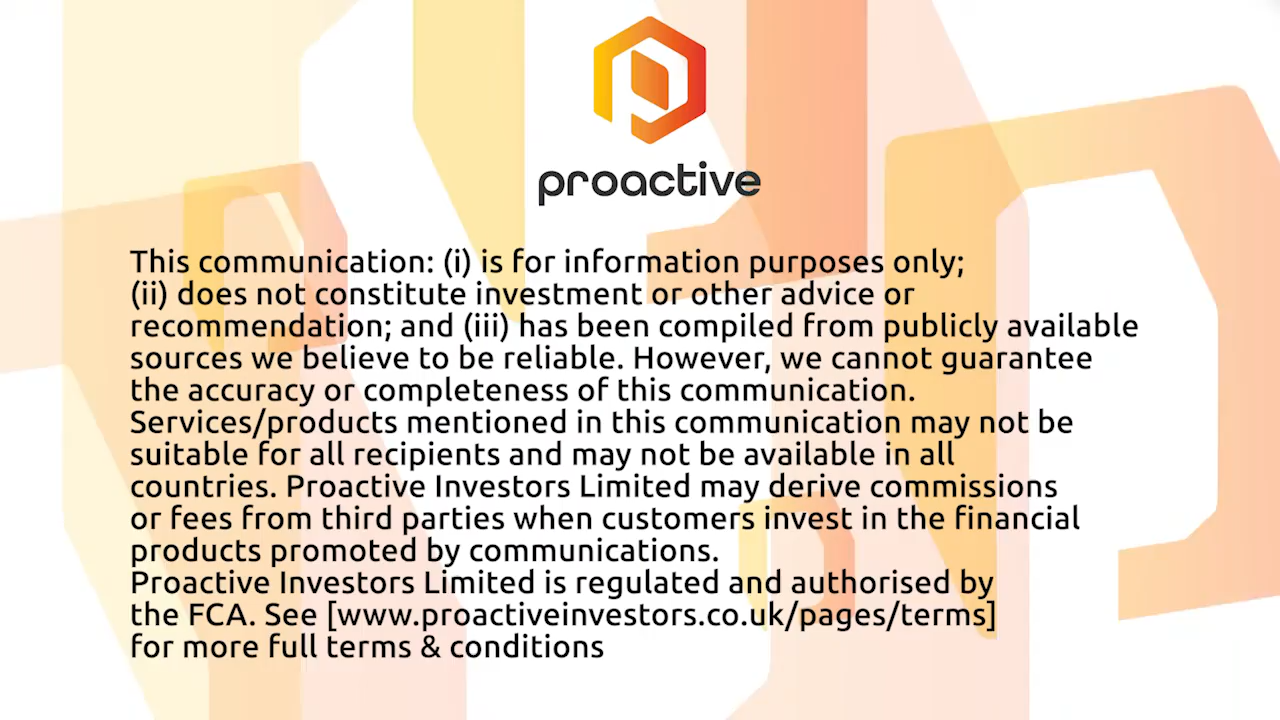 proactive
This communication: (i) is for information purposes only;
(ii) does not constitute investment or other advice or
recommendation; and (iii) has been compiled from publicly available
sources we believe to be reliable. However, we cannot guarantee
the accuracy or completeness of this communication.
Services/products mentioned in this communication may not be
suitable for all recipients and may not be available in all
countries. Proactive Investors Limited may derive commissions
or fees from third parties when customers invest in the financial
products promoted by communications.
Proactive Investors Limited is regulated and authorised by
the FCA. See [www.proactiveinvestors.co.uk/pages/terms]
for more full terms & conditions